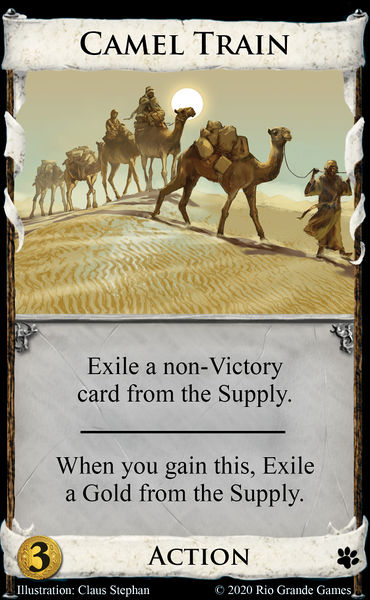 CAMEL TRAIN
Exile a non-Victory
card from the Supply.
When you gain this, Exile
a Gold from the Supply.
3
ACTION
Illustration: Claus Stephan
© 2020 Rio Grande Games